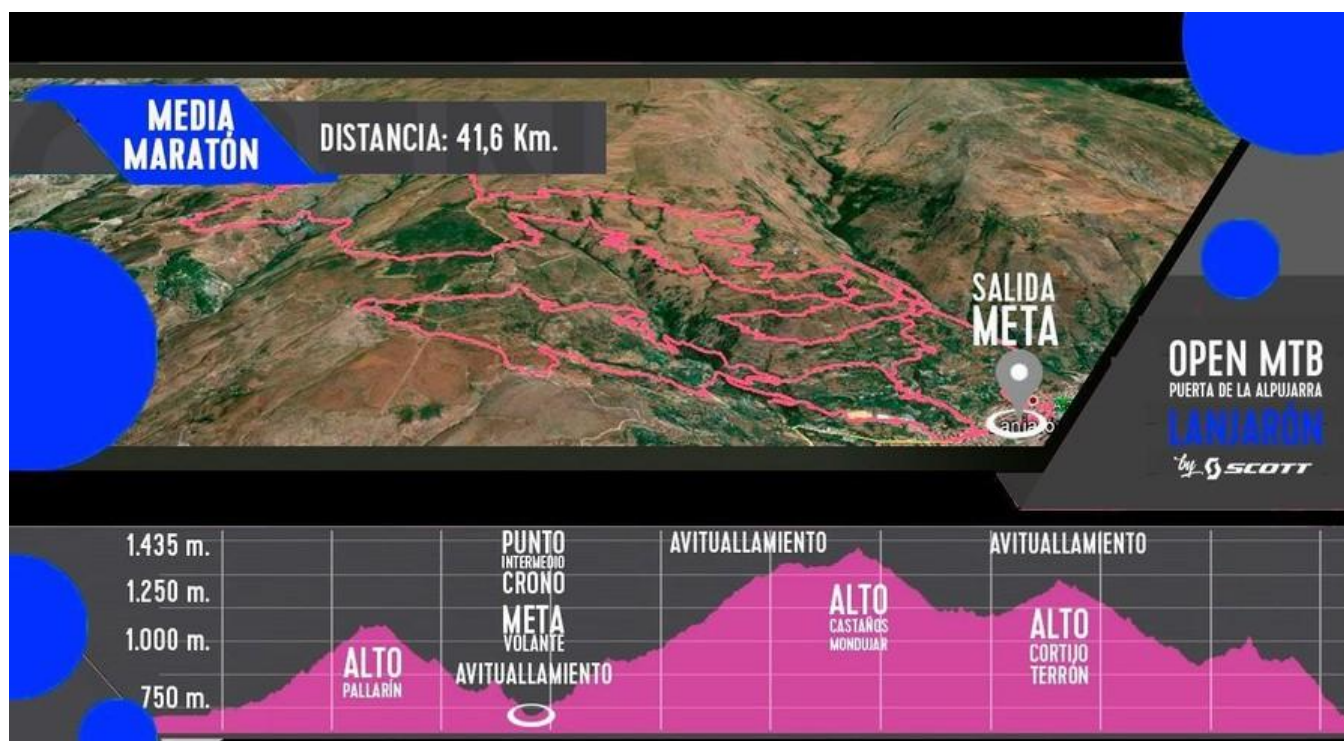 MEDIA
MARATÓN
DISTANCIA: 41,6 Km.
SALIDA
META
OPEN MTB
PUERTA DE LA ALPUJARRA
LANJARÓN
by SCOTT
1.435 m.
1.250 m.
1.000 m.
750 m.
PUNTO
INTERMEDIO
CRONO
META
VOLANTE
AVITUALLAMIENTO
AVITUALLAMIENTO
AVITUALLAMIENTO
ALTO
PALLARÍN
ALTO
CASTAÑOS
MONDUJAR
ALTO
CORTIJO
TERRÓN